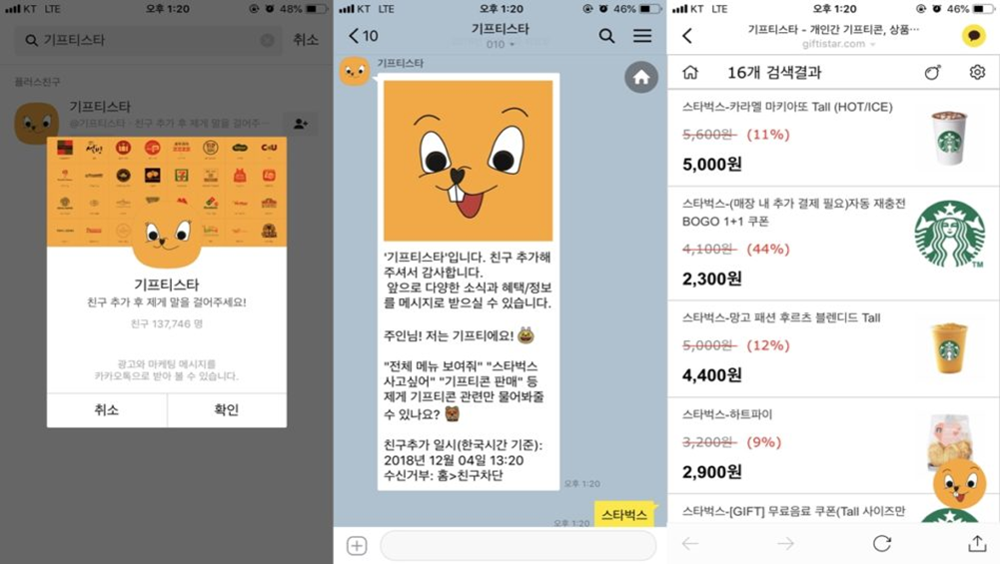 KT LTE
오후 1:20
48%
기프티스타
취소
플러스친구
기프티스타
@기프티스타 - 친구 추가 후 제게 말을 걸어주…
CU
기프티스타
친구 추가 후 제게 말을 걸어주세요!
친구 137,746 명
광고와 마케팅 메시지를
카카오톡으로 받아 볼 수 있습니다.
취소
확인
KT LTE
오후 1:20
46%
10
기프티스타
010
기프티스타
'기프티스타'입니다. 친구 추가해
주셔서 감사합니다.
앞으로 다양한 소식과 혜택/정보
를 메시지로 받으실 수 있습니다.
주인님! 저는 기프티에요!
"전체 메뉴 보여줘" "스타벅스
사고싶어" "기프티콘 판매" 등
제게 기프티콘 관련만 물어봐줄
수 있나요?
친구추가 일시(한국시간 기준):
2018년 12월 04일 13:20
수신거부: 홈>친구차단
오후 1:20
오후 1:20
스타벅스
KT LTE
오후 1:20
46%
기프티스타 - 개인간 기프티콘, 상품…
giftistar.com
16개 검색결과
스타벅스-카라멜 마키아또 Tall (HOT/ICE)
5,600원 (11%)
5,000원
스타벅스-(매장 내 추가 결제 필요)자동 재충전
BOGO 1+1 쿠폰
4,100원 (44%)
2,300원
TM
스타벅스-망고 패션 후르츠 블렌디드 Tall
5,000원 (12%)
4,400원
스타벅스-하트파이
3,200원 (9%)
2,900원
스타벅스-[GIFT] 무료음료 쿠폰(Tall 사이즈만